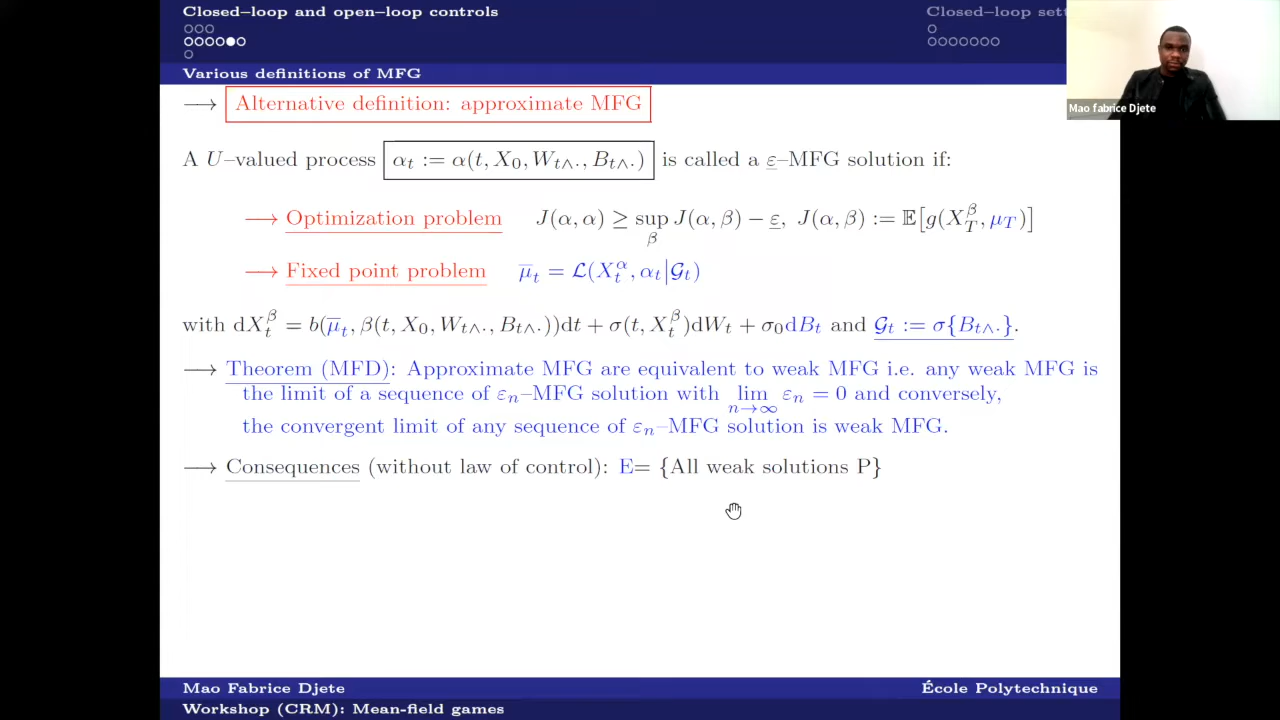 Closed–loop and open–loop controls
Closed–loop sett
Various definitions of MFG
Mao fabrice Djete
⟶ Alternative definition: approximate MFG
A U–valued process α_t := α(t, X_0, W_{t∧·}, B_{t∧·}) is called a ε–MFG solution if:
⟶ Optimization problem J(α, α) ≥ sup_β J(α, β) − ε, J(α, β) := 𝔼[g(X_T^β, μ_T)]
⟶ Fixed point problem μ̅_t = ℒ(X_t^α, α_t|𝒢_t)
with dX_t^β = b(μ̅_t, β(t, X_0, W_{t∧·}, B_{t∧·}))dt + σ(t, X_t^β)dW_t + σ_0dB_t and 𝒢_t := σ{B_{t∧·}}.
⟶ Theorem (MFD): Approximate MFG are equivalent to weak MFG i.e. any weak MFG is
the limit of a sequence of ε_n–MFG solution with lim_{n→∞} ε_n = 0 and conversely,
the convergent limit of any sequence of ε_n–MFG solution is weak MFG.
⟶ Consequences (without law of control): E= {All weak solutions P}
Mao Fabrice Djete
École Polytechnique
Workshop (CRM): Mean-field games